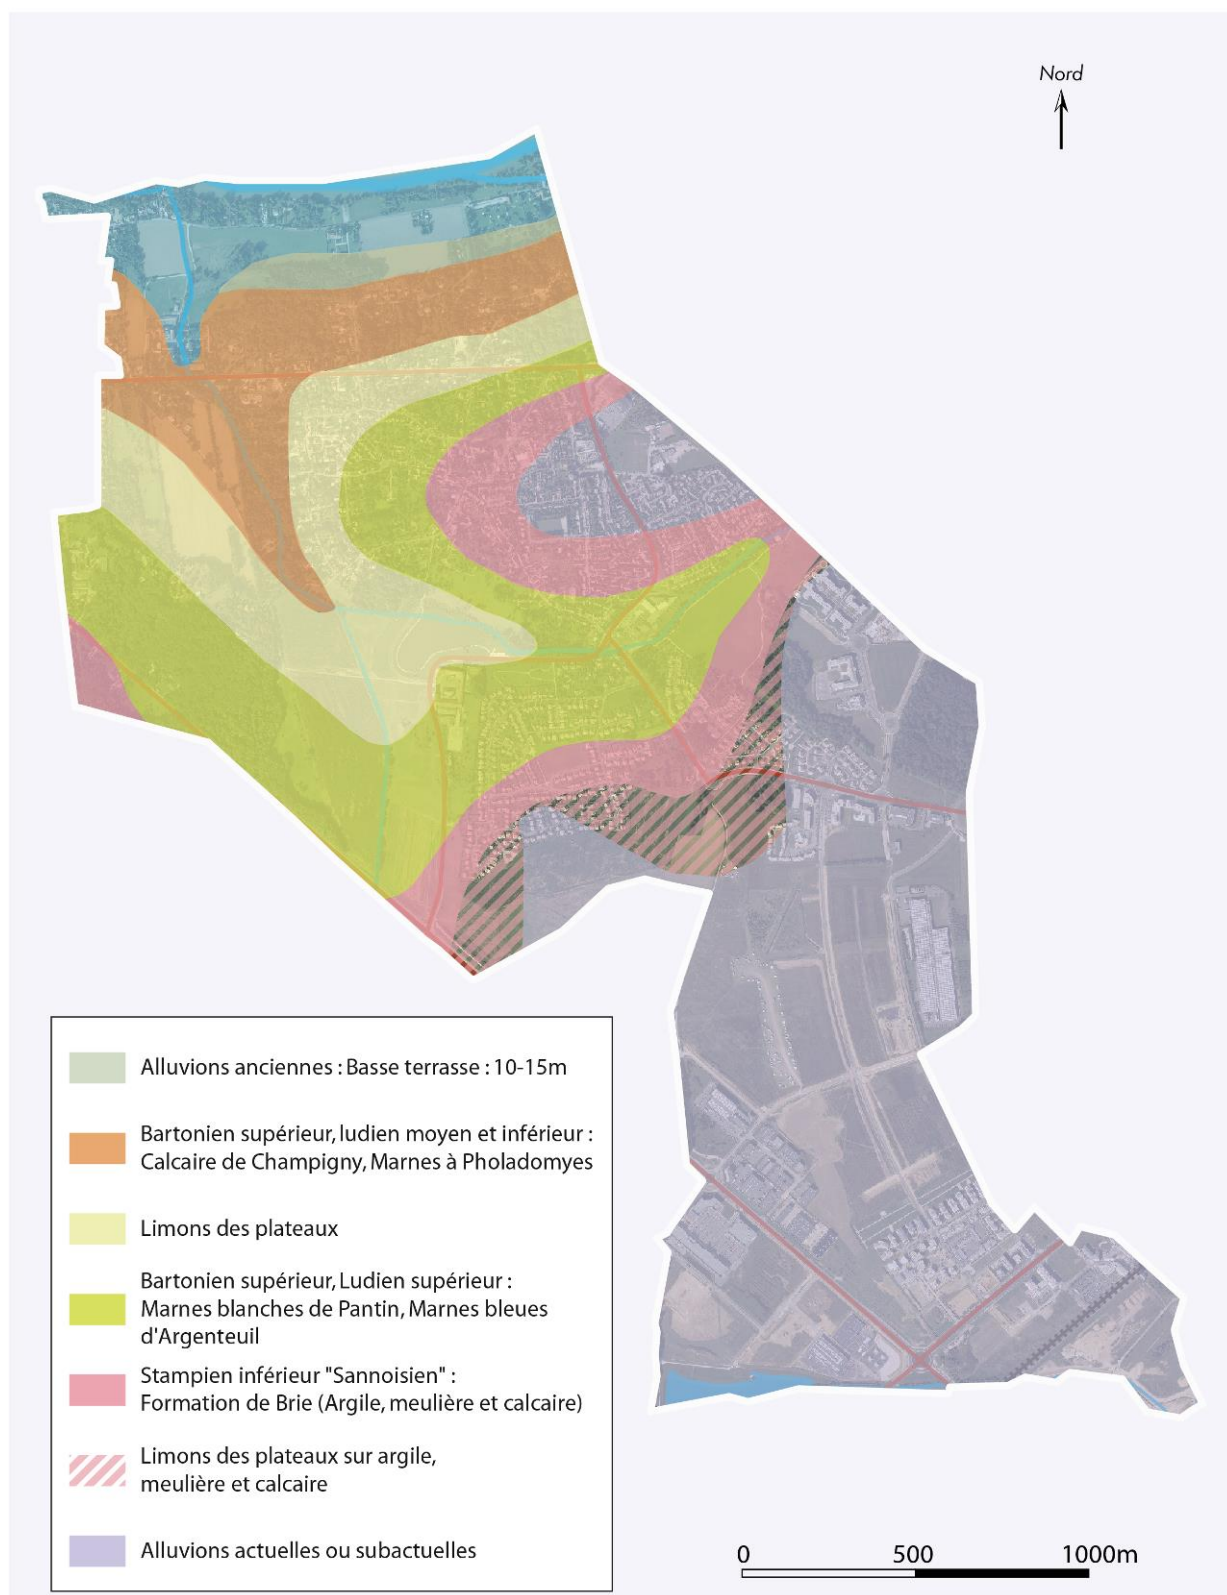 Nord
Alluvions anciennes : Basse terrasse : 10-15m
Bartonien supérieur, ludien moyen et inférieur :
Calcaire de Champigny, Marnes à Pholadomyes
Limons des plateaux
Bartonien supérieur, Ludien supérieur :
Marnes blanches de Pantin, Marnes bleues
d'Argenteuil
Stampien inférieur "Sannoisien" :
Formation de Brie (Argile, meulière et calcaire)
Limons des plateaux sur argile,
meulière et calcaire
Alluvions actuelles ou subactuelles
0 500 1000m